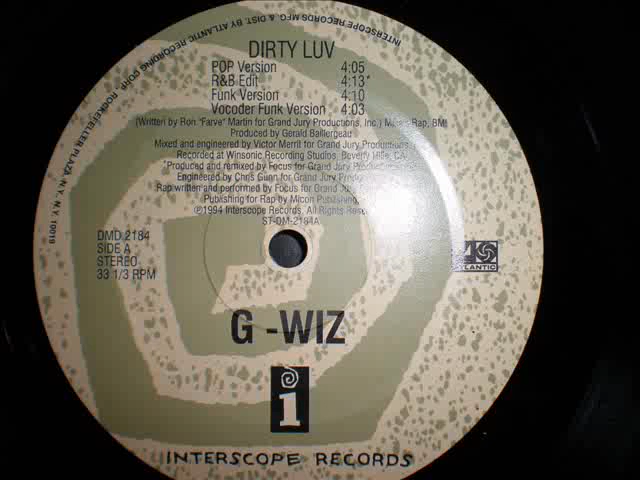 INTERSCOPE RECORDS MFG. & DIST. BY ATLANTIC RECORDING CORP. ROCKEFELLER PLAZA, N.Y., N.Y. 10019
DIRTY LUV
POP Version 4:05
R&B Edit 4:13*
Funk Version 4:10
Vocoder Funk Version 4:03
(Written by Ron "Farve" Martin for Grand Jury Productions, Inc.) Rap, BMI
Produced by Gerald Baillergeau
Mixed and engineered by Victor Merrit for Grand Jury Productions
Recorded at Winsonic Recording Studios, Beverly Hills, CA
*Produced and remixed by Focus for Grand Jury Productions
Engineered by Chris Gunn for Grand Jury
Rap written and performed by Focus for Grand
Publishing for Rap by Micon Publishing,
℗1994 Interscope Records, All Rights
ST-DM-2184A
DMD 2184
SIDE A
STEREO
33 1/3 RPM
ATLANTIC
G -WIZ
i
INTERSCOPE RECORDS